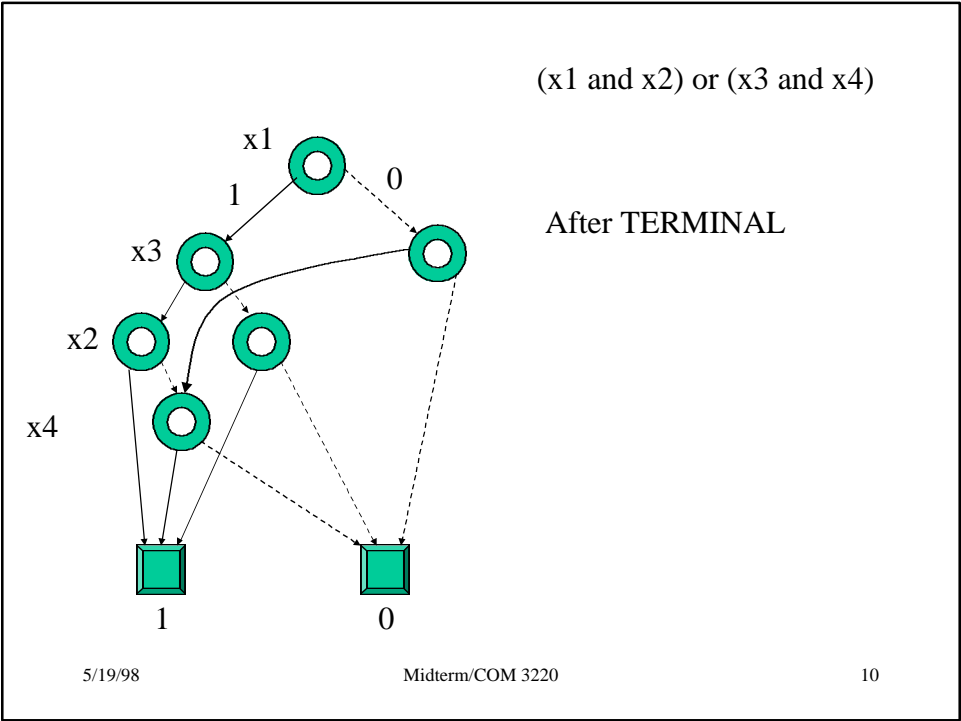 (x1 and x2) or (x3 and x4)
x1
0
1
After TERMINAL
x3
x2
x4
1 0
5/19/98 Midterm/COM 3220 10